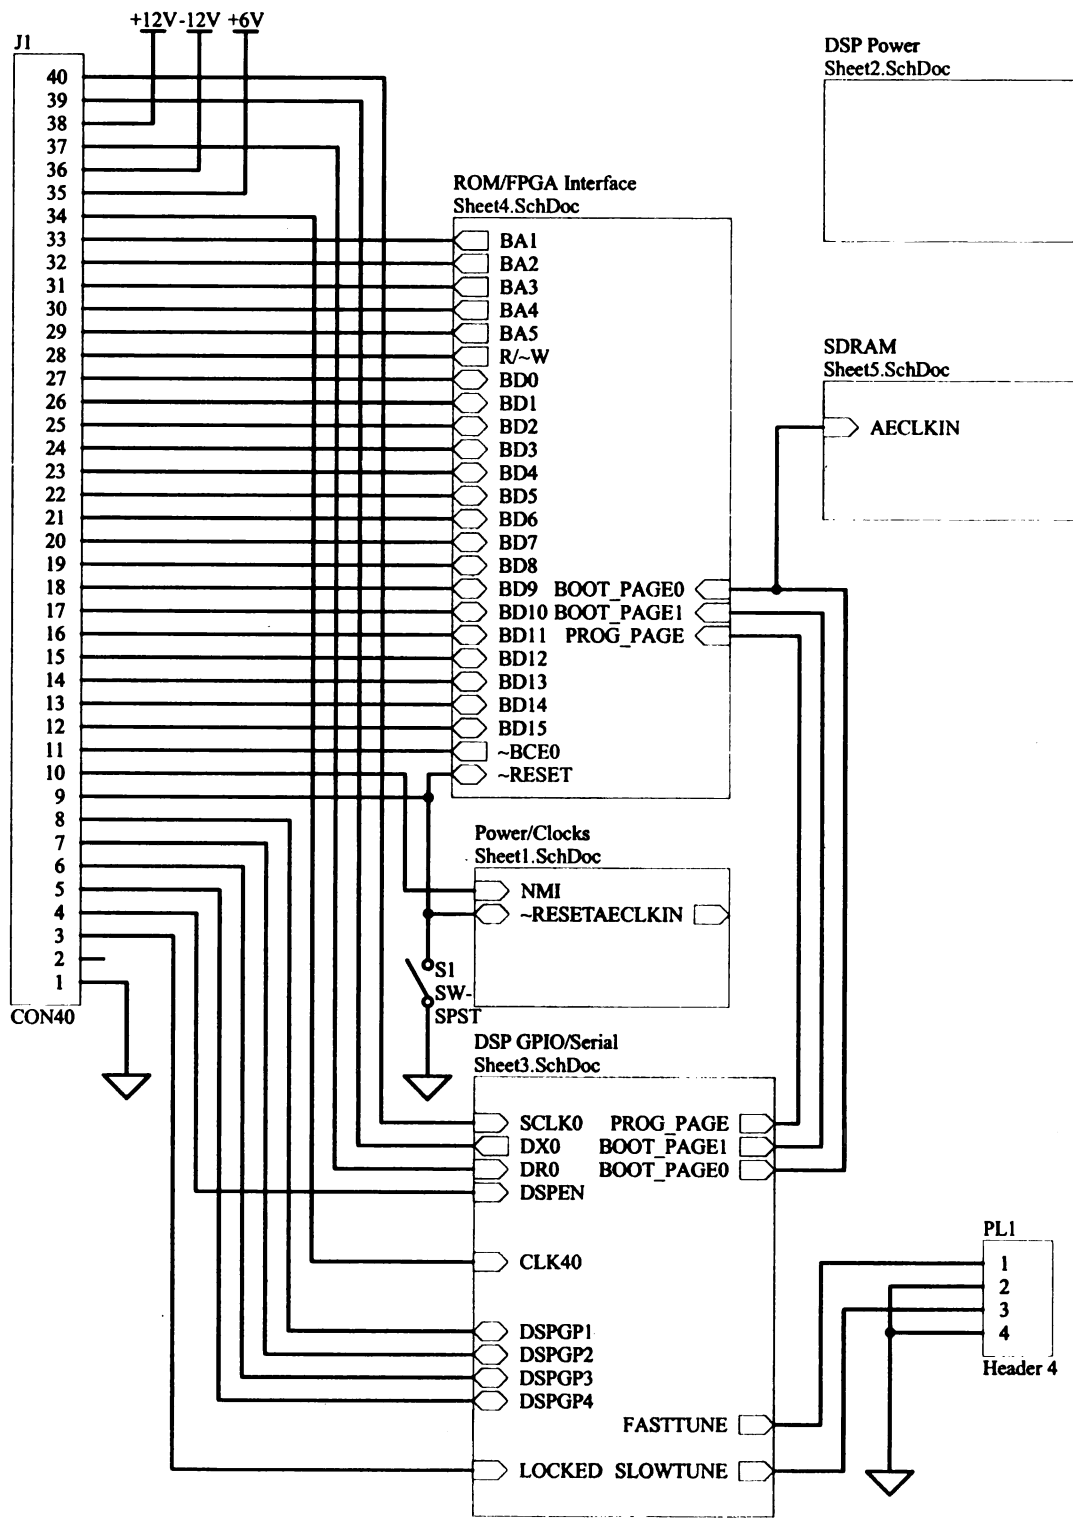 +12V -12V +6V
J1
40
39
38
37
36
35
34
33
32
31
30
29
28
27
26
25
24
23
22
21
20
19
18
17
16
15
14
13
12
11
10
9
8
7
6
5
4
3
2
1
CON40
DSP Power
Sheet2.SchDoc
ROM/FPGA Interface
Sheet4.SchDoc
BA1
BA2
BA3
BA4
BA5
R/~W
BD0
BD1
BD2
BD3
BD4
BD5
BD6
BD7
BD8
BD9 BOOT_PAGE0
BD10 BOOT_PAGE1
BD11 PROG_PAGE
BD12
BD13
BD14
BD15
~BCE0
~RESET
SDRAM
Sheet5.SchDoc
AECLKIN
Power/Clocks
Sheet1.SchDoc
NMI
~RESETAECLKIN
S1
SW-
SPST
DSP GPIO/Serial
Sheet3.SchDoc
SCLK0 PROG_PAGE
DX0 BOOT_PAGE1
DR0 BOOT_PAGE0
DSPEN
CLK40
DSPGP1
DSPGP2
DSPGP3
DSPGP4
FASTTUNE
LOCKED SLOWTUNE
PL1
1
2
3
4
Header 4